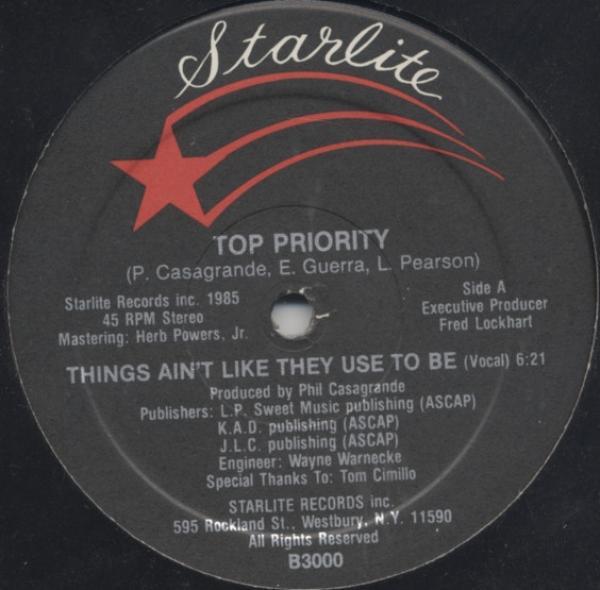 Starlite
TOP PRIORITY
(P. Casagrande, E. Guerra, L. Pearson)
Starlite Records inc. 1985
45 RPM Stereo
Mastering: Herb Powers, Jr.
Side A
Executive Producer
Fred Lockhart
THINGS AIN'T LIKE THEY USE TO BE (Vocal) 6:21
Produced by Phil Casagrande
Publishers: L.P. Sweet Music publishing (ASCAP)
K.A.D. publishing (ASCAP)
J.L.C. publishing (ASCAP)
Engineer: Wayne Warnecke
Special Thanks To: Tom Cimillo
STARLITE RECORDS inc.
595 Rockland St., Westbury, N.Y. 11590
All Rights Reserved
B3000